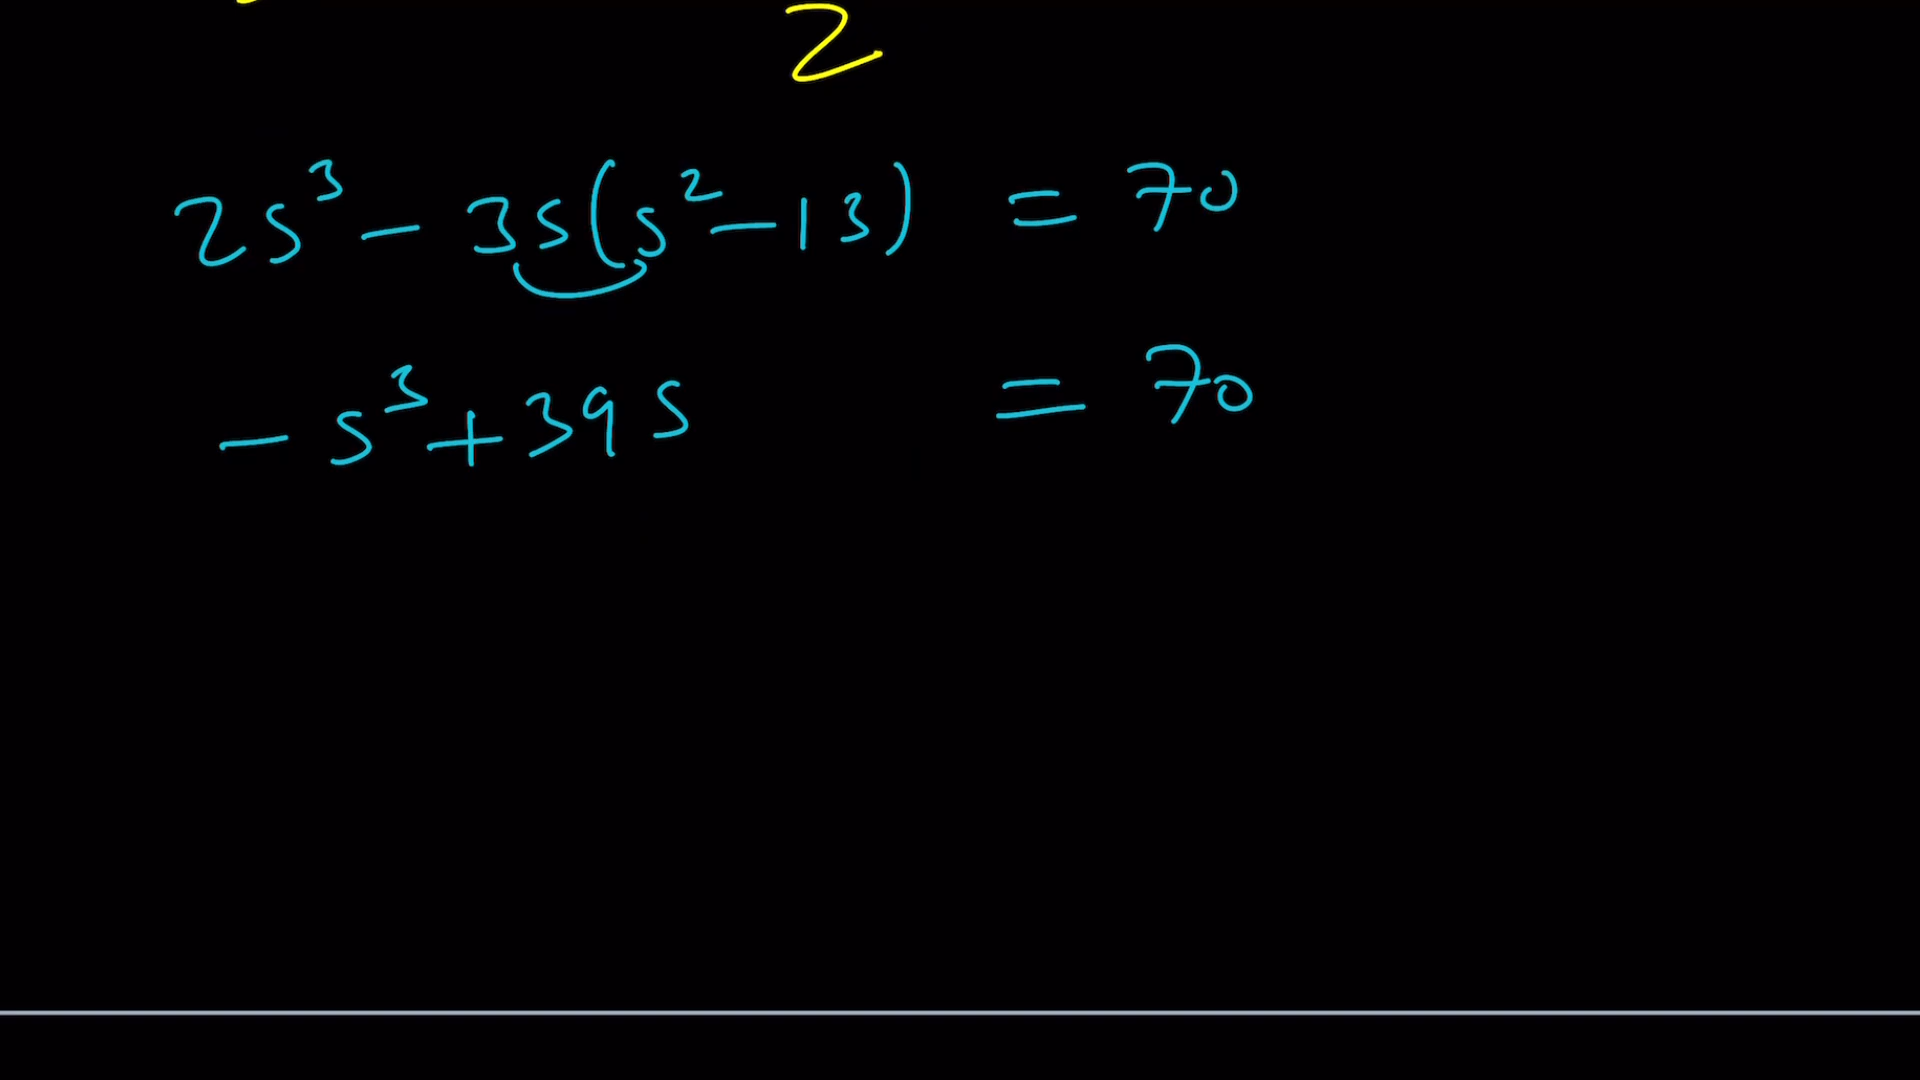 2
2s³ - 3s(s² - 13) = 70
- s³ + 39s = 70